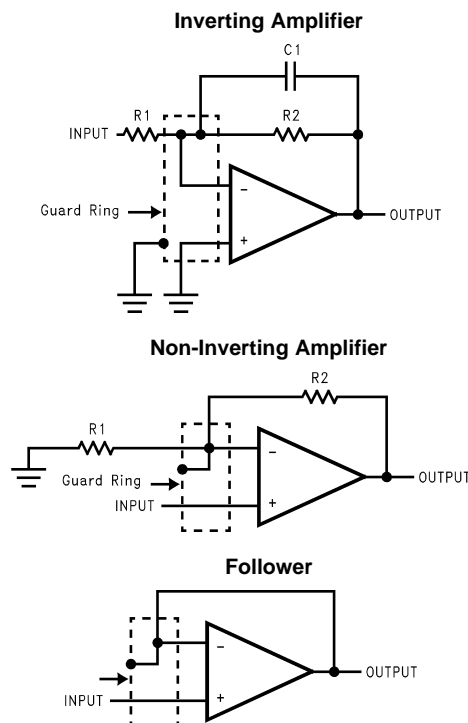 Inverting Amplifier
C1
R1
R2
INPUT
−
Guard Ring
OUTPUT
+
Non-Inverting Amplifier
R2
R1
−
Guard Ring
OUTPUT
INPUT
+
Follower
−
OUTPUT
INPUT
+